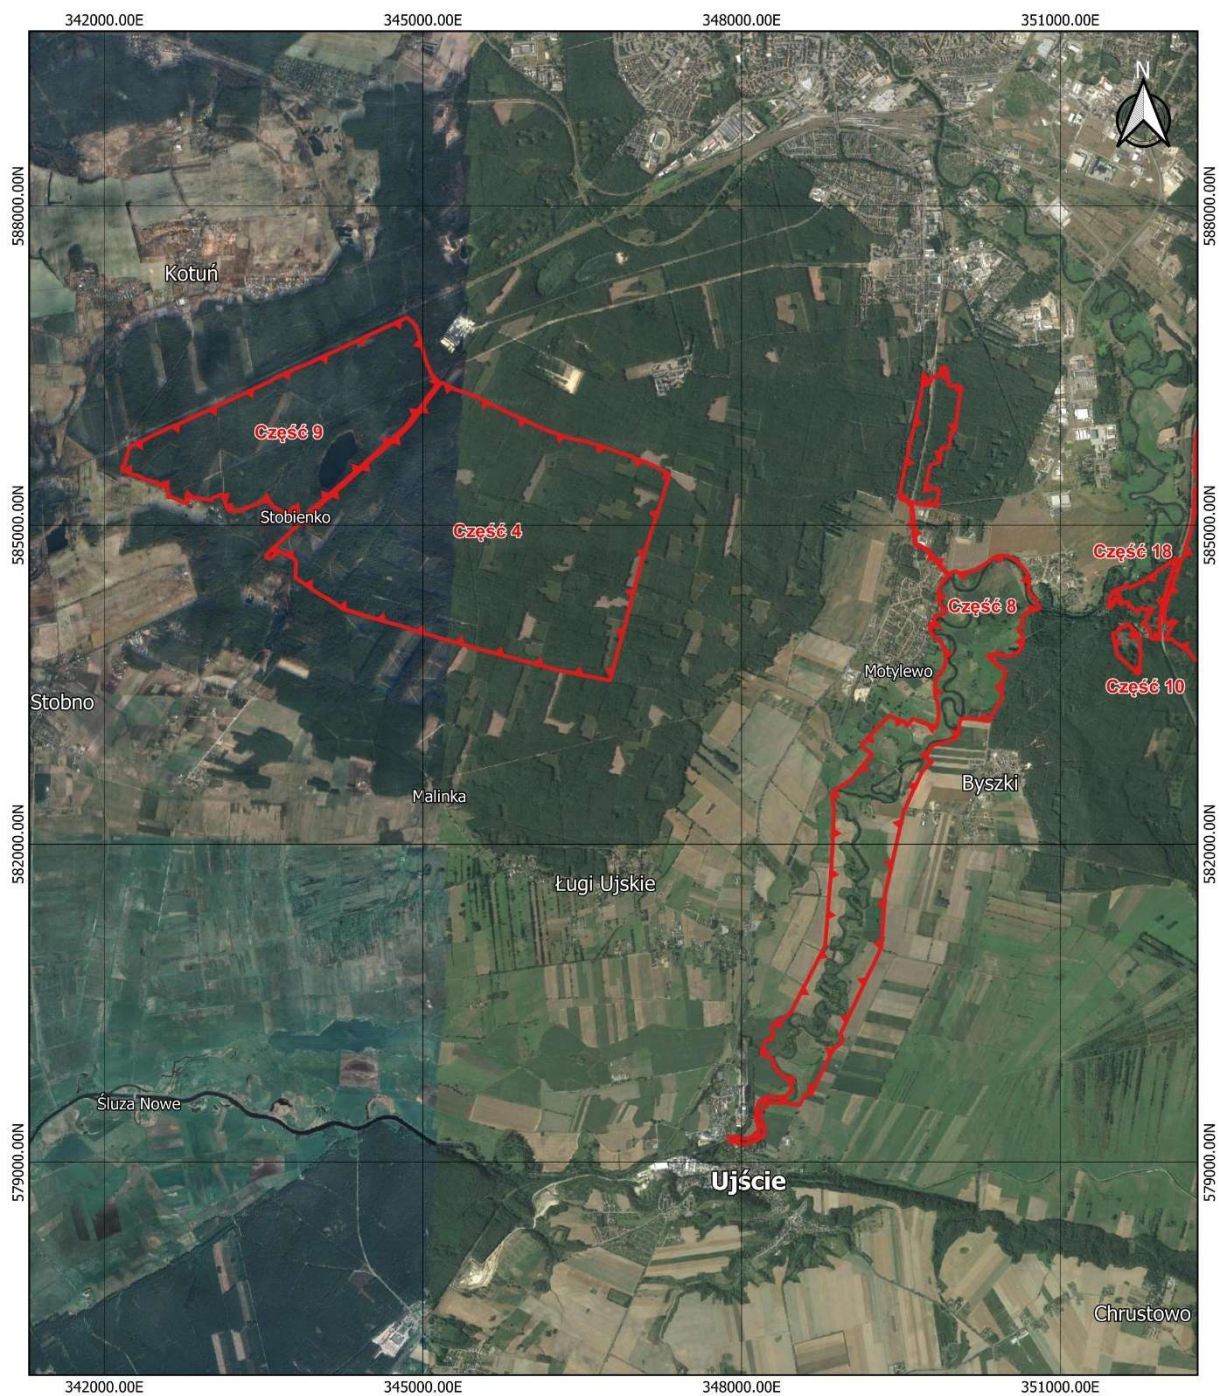 342000.00E 345000.00E 348000.00E 351000.00E
N
588000.00N 588000.00N
Kotuń
Część 9
Stobienko
Część 4
585000.00N 585000.00N
Część 18
Część 8
Motylewo
Część 10
Stobno
Byszki
Malinka
582000.00N 582000.00N
Ługi Ujskie
Śluza Nowe
579000.00N 579000.00N
Ujście
Chrustowo
342000.00E 345000.00E 348000.00E 351000.00E